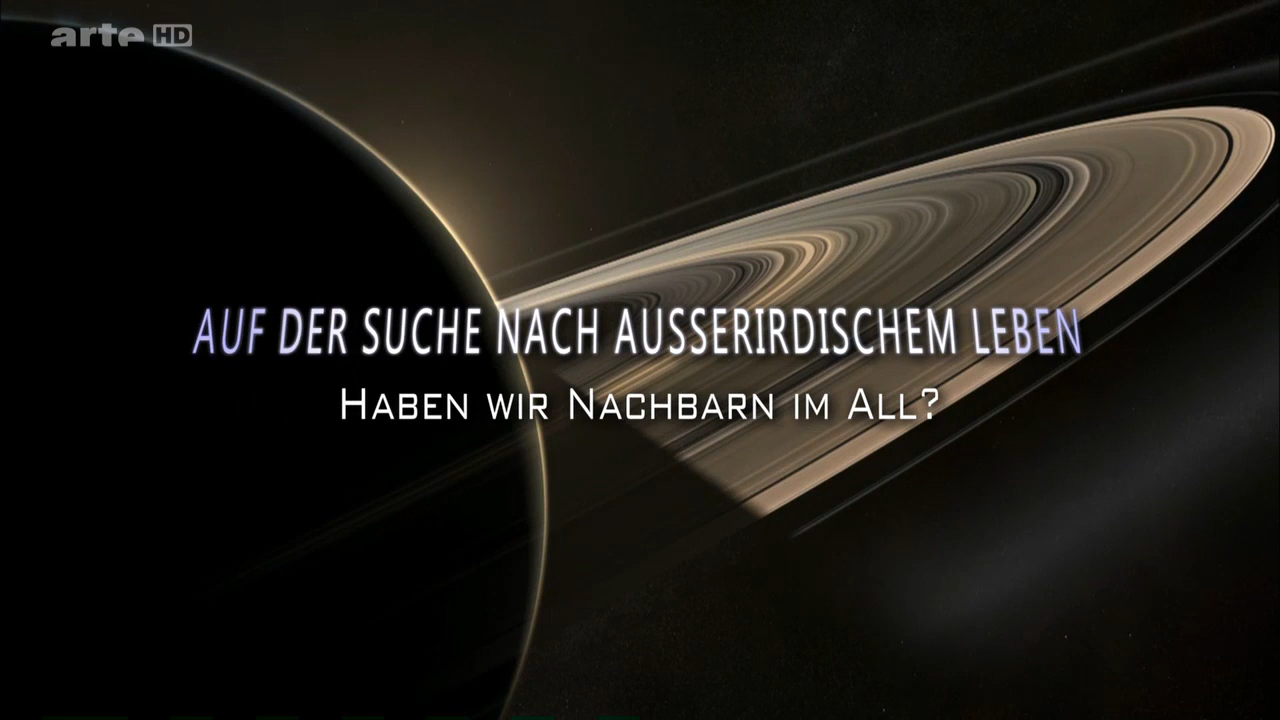 arte HD
AUF DER SUCHE NACH AUSSERIRDISCHEM LEBEN
HABEN WIR NACHBARN IM ALL?